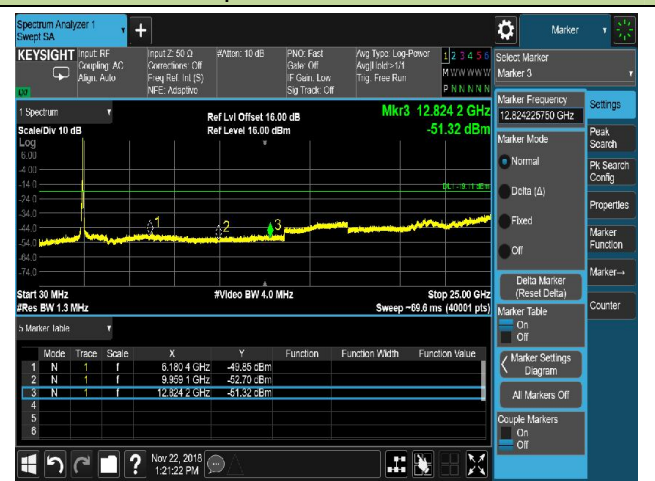 Spectrum Analyzer 1
Swept SA
Marker
KEYSIGHT
Input: RF
Coupling: AC
Align: Auto
Input Z: 50 Ω
Corrections: Off
Freq Ref: Int (S)
NFE: Adaptive
#Atten: 10 dB
PNO: Fast
Gate: Off
IF Gain: Low
Sig Track: Off
Avg Type: Log-Power
Avg|Hold:>1/1
Trig: Free Run
1 2 3 4 5 6
M W W W W W
P N N N N N
Select Marker
Marker 3
1 Spectrum
Scale/Div 10 dB
Log
Ref Lvl Offset 16.00 dB
Ref Level 16.00 dBm
Mkr3 12.824 2 GHz
-51.32 dBm
6.00
-4.00
-14.0
-24.0
-34.0
-44.0
-54.0
-64.0
-74.0
1
2
3
Start 30 MHz
#Res BW 1.3 MHz
#Video BW 4.0 MHz
Stop 25.00 GHz
Sweep ~69.6 ms (40001 pts)
5 Marker Table
Mode Trace Scale X Y Function Function Width Function Value
1 N 1 f 6.180 4 GHz -49.85 dBm
2 N 1 f 9.959 1 GHz -52.70 dBm
3 N 1 f 12.824 2 GHz -51.32 dBm
4
5
6
Nov 22, 2018
1:21:22 PM
Marker Frequency
12.824225750 GHz
Marker Mode
Normal
Delta (Δ)
Fixed
Off
Delta Marker
(Reset Delta)
Marker Table
On
Off
Marker Settings
Diagram
All Markers Off
Couple Markers
On
Off
Settings
Peak
Search
Pk Search
Config
Properties
Marker
Function
Marker→
Counter